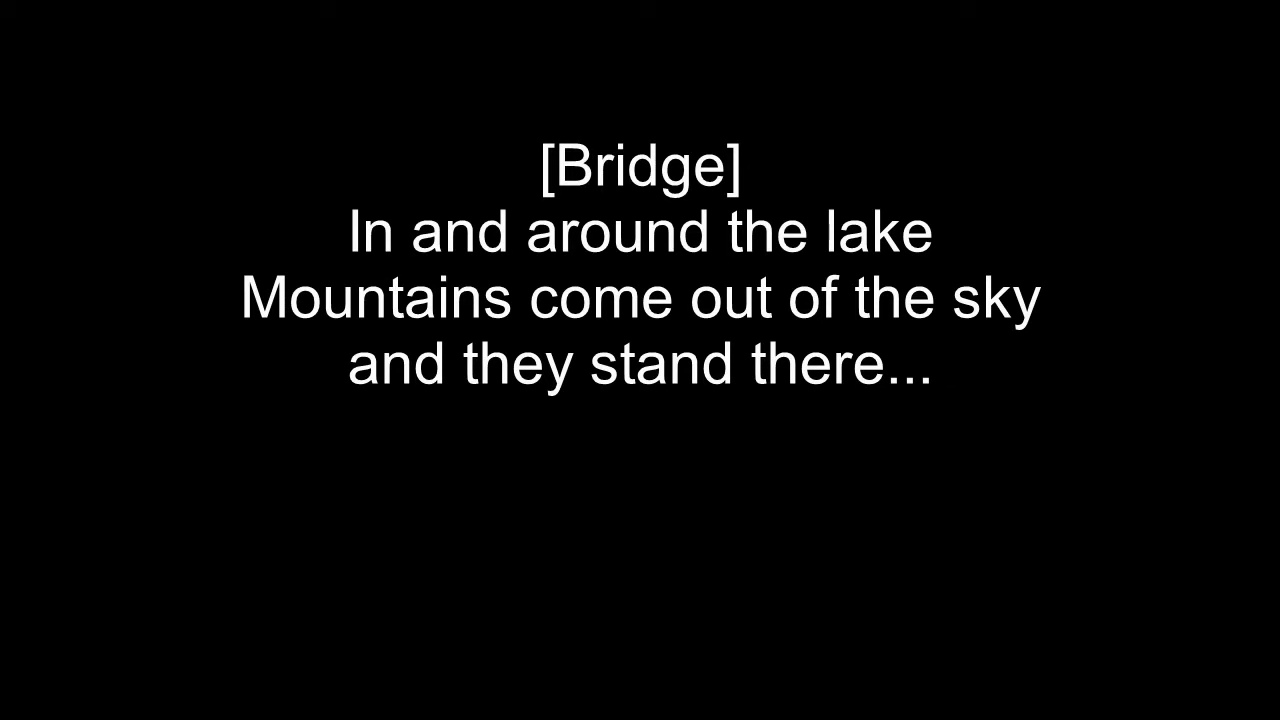 [Bridge]
In and around the lake
Mountains come out of the sky
and they stand there...